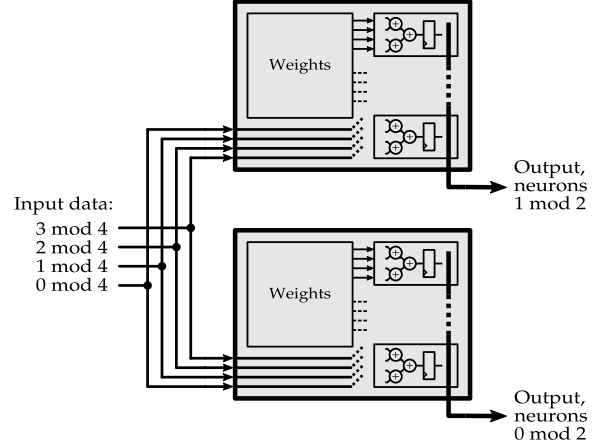 Weights
Output,
neurons
1 mod 2
Input data:
3 mod 4
2 mod 4
1 mod 4
0 mod 4
Weights
Output,
neurons
0 mod 2